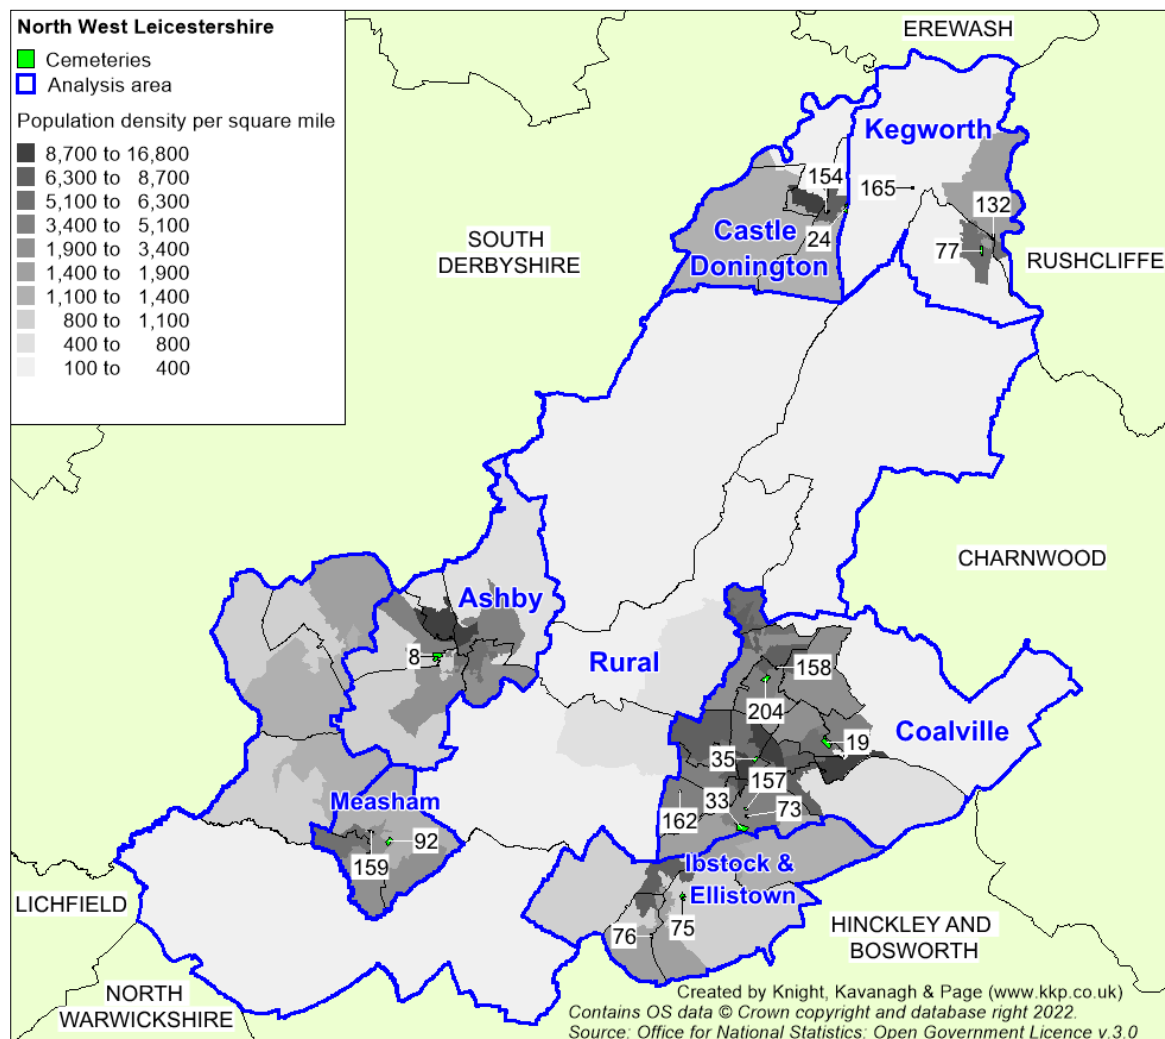 North West Leicestershire
Cemeteries
Analysis area
Population density per square mile
8,700 to 16,800
6,300 to 8,700
5,100 to 6,300
3,400 to 5,100
1,900 to 3,400
1,400 to 1,900
1,100 to 1,400
800 to 1,100
400 to 800
100 to 400
EREWASH
Kegworth
154
165
132
SOUTH
DERBYSHIRE
Castle
Donington
24
77
RUSHCLIFFE
CHARNWOOD
Ashby
8
Rural
158
204
Coalville
19
35
157
33
73
162
Measham
92
159
Ibstock &
Ellistown
LICHFIELD
76
75
HINCKLEY AND
BOSWORTH
NORTH
WARWICKSHIRE
Created by Knight, Kavanagh & Page (www.kkp.co.uk)
Contains OS data © Crown copyright and database right 2022.
Source: Office for National Statistics: Open Government Licence v.3.0